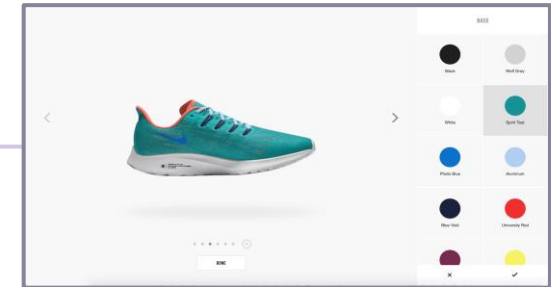 BASE
Black
Wolf Grey
White
Spirit Teal
Photo Blue
Aluminum
Blue Void
University Red
DONE